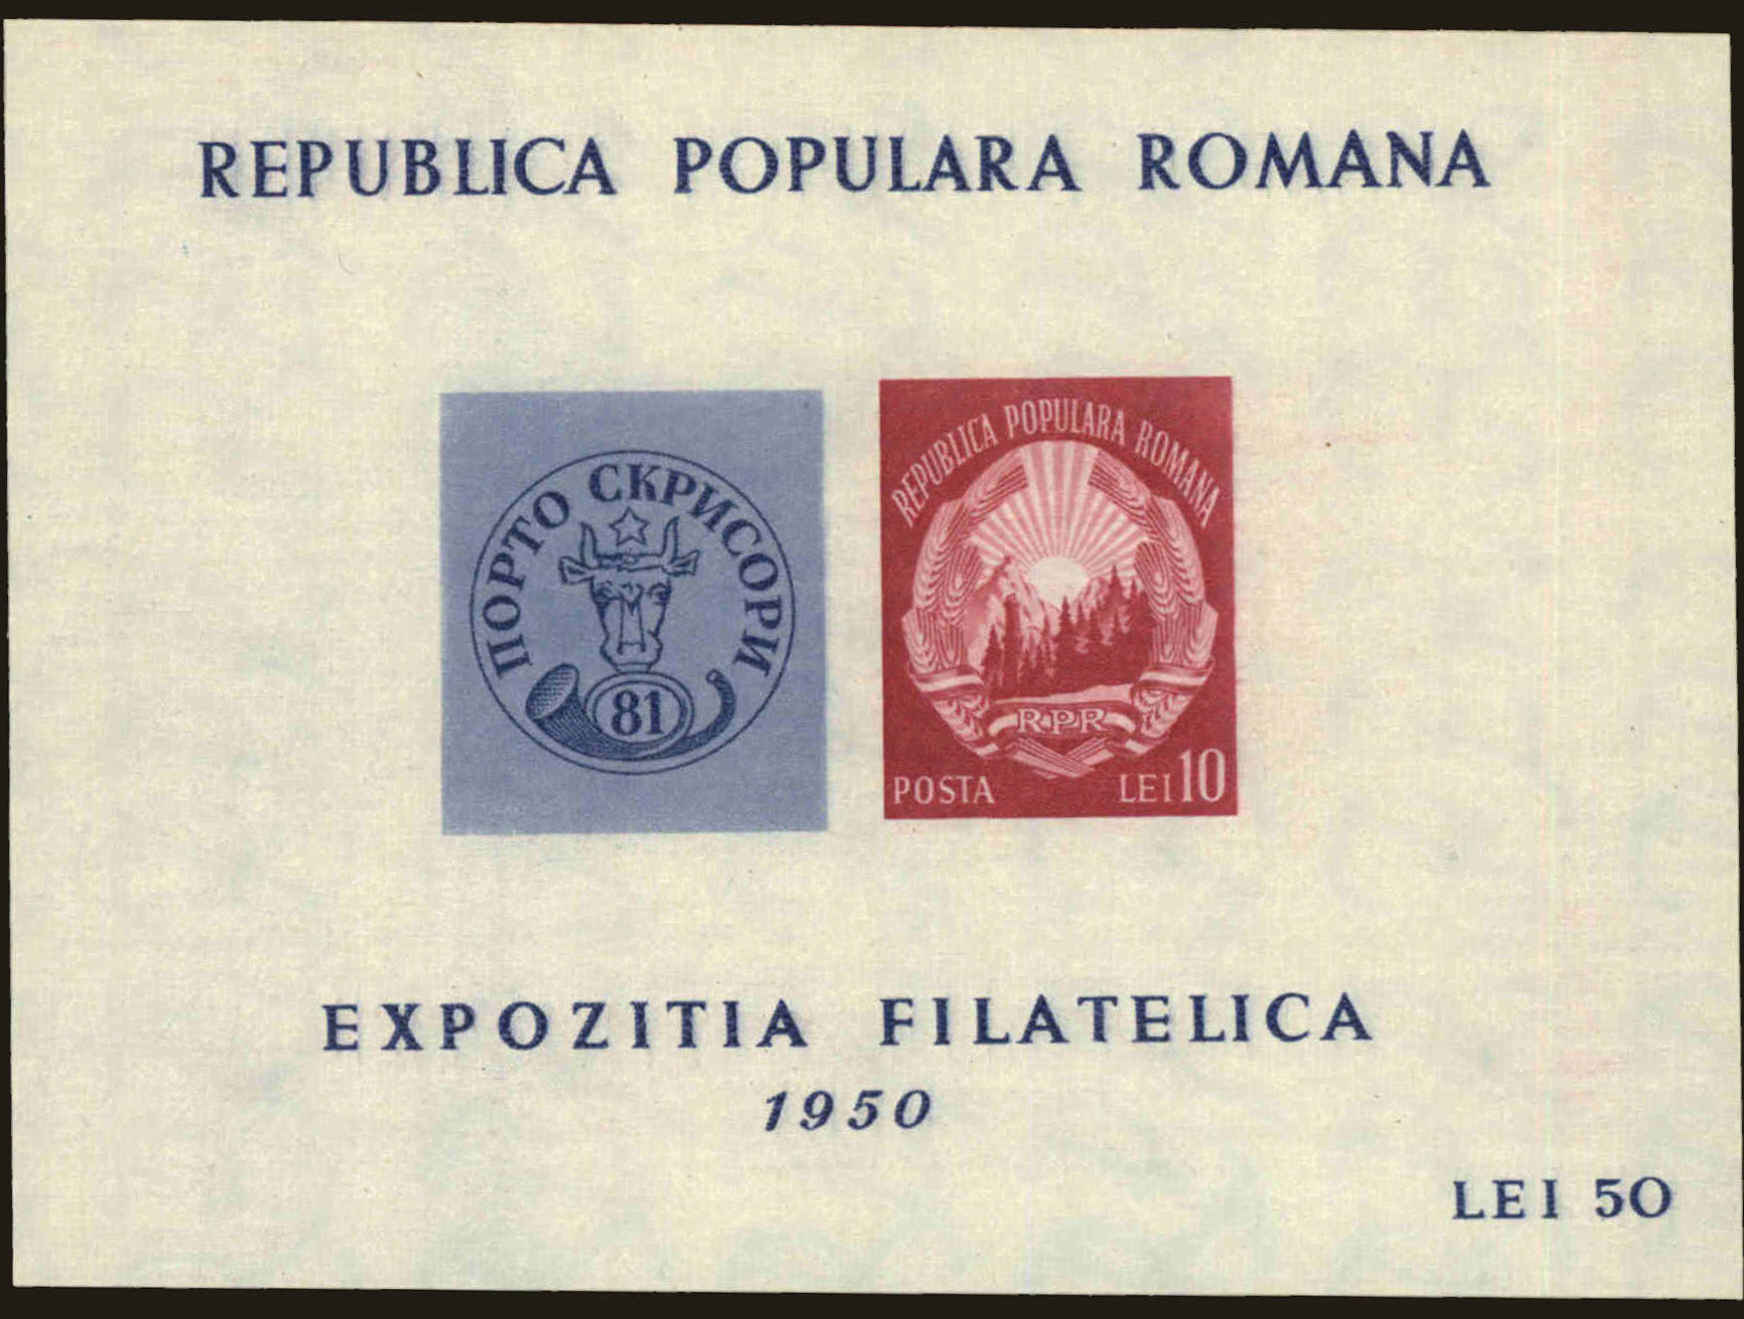 REPUBLICA POPULARA ROMANA
ПОРТО СКРИСОРИ
81
REPUBLICA POPULARA ROMANA
RPR
POSTA LEI 10
EXPOZITIA FILATELICA
1950
LEI 50